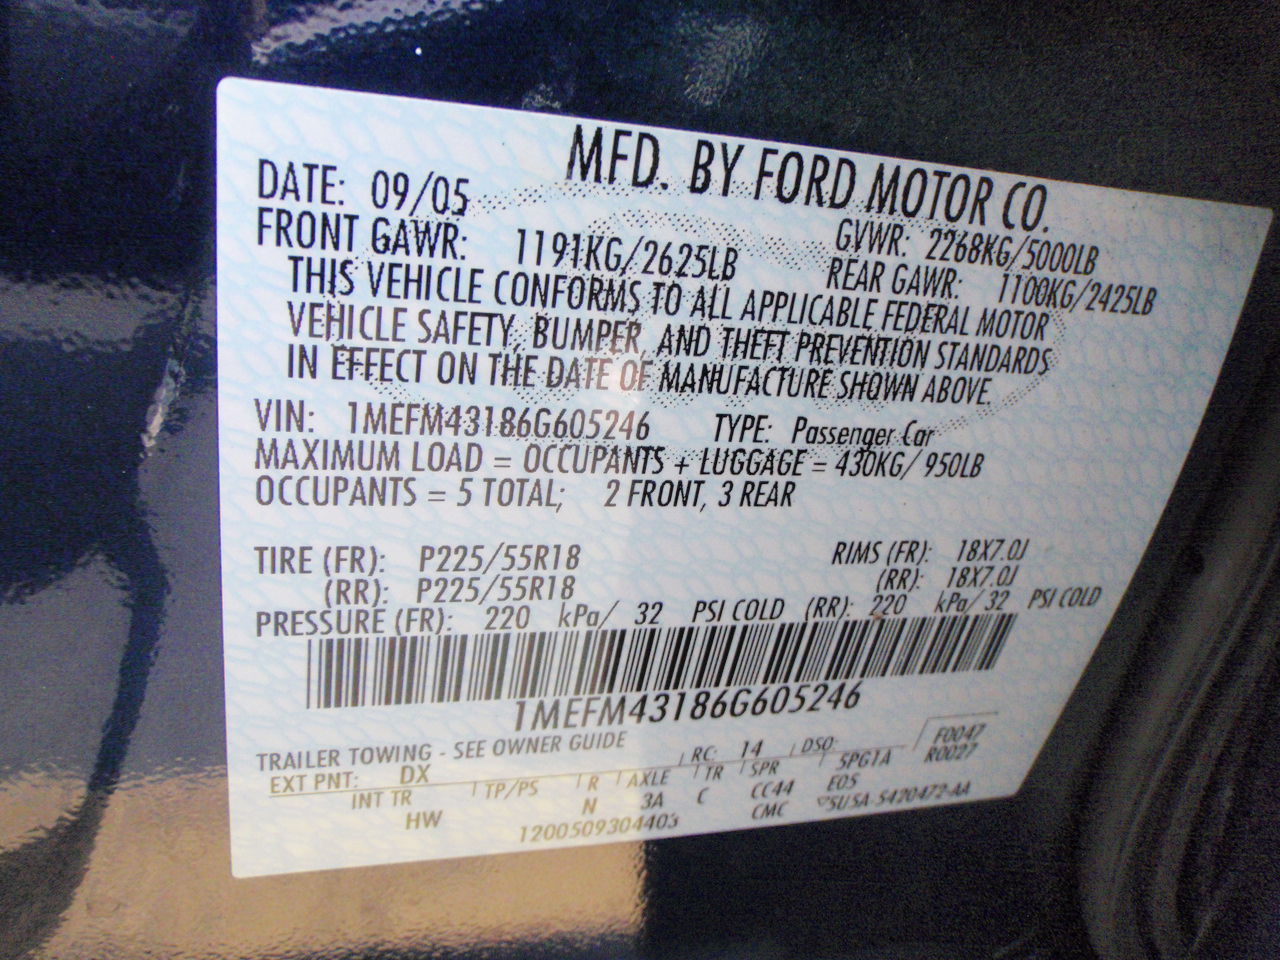 MFD. BY FORD MOTOR CO.
DATE: 09/05 GVWR: 2268KG/5000LB
FRONT GAWR: 1191KG/2625LB REAR GAWR: 1100KG/2425LB
THIS VEHICLE CONFORMS TO ALL APPLICABLE FEDERAL MOTOR
VEHICLE SAFETY, BUMPER, AND THEFT PREVENTION STANDARDS
IN EFFECT ON THE DATE OF MANUFACTURE SHOWN ABOVE.
VIN: 1MEFM43186G605246 TYPE: Passenger Car
MAXIMUM LOAD = OCCUPANTS + LUGGAGE = 430KG/ 950LB
OCCUPANTS = 5 TOTAL; 2 FRONT, 3 REAR
TIRE (FR): P225/55R18 RIMS (FR): 18X7.0J
(RR): P225/55R18 (RR): 18X7.0J
PRESSURE (FR): 220 kPa/ 32 PSI COLD (RR): 220 kPa/ 32 PSI COLD
1MEFM43186G605246
TRAILER TOWING - SEE OWNER GUIDE
EXT PNT: DX RC: 14 DSO: F0047
INT TR TP/PS R AXLE TR SPR SPG1A R0027
HW N 3A C CC44 EOS
1200509304403 CMC 5U5A-5420472-AA